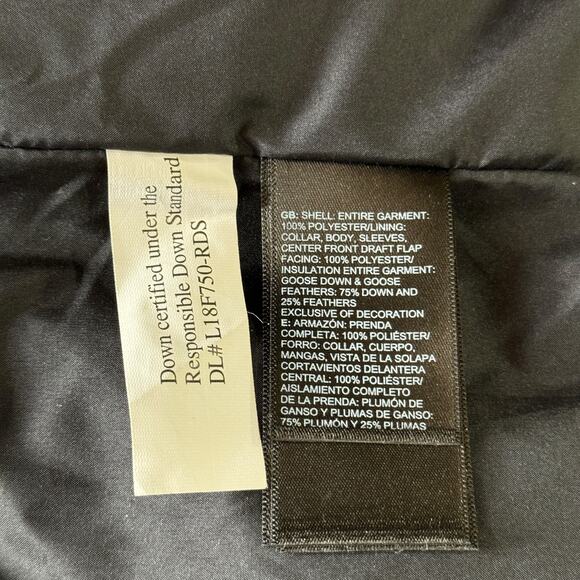 Down certified under the
Responsible Down Standard
DL# L18F750-RDS
GB: SHELL: ENTIRE GARMENT:
100% POLYESTER/LINING:
COLLAR, BODY, SLEEVES,
CENTER FRONT DRAFT FLAP
FACING: 100% POLYESTER/
INSULATION ENTIRE GARMENT:
GOOSE DOWN & GOOSE
FEATHERS: 75% DOWN AND
25% FEATHERS
EXCLUSIVE OF DECORATION
E: ARMAZÓN: PRENDA
COMPLETA: 100% POLIÉSTER/
FORRO: COLLAR, CUERPO,
MANGAS, VISTA DE LA SOLAPA
CORTAVIENTOS DELANTERA
CENTRAL: 100% POLIÉSTER/
AISLAMIENTO COMPLETO
DE LA PRENDA: PLUMÓN DE
GANSO Y PLUMAS DE GANSO:
75% PLUMÓN Y 25% PLUMAS